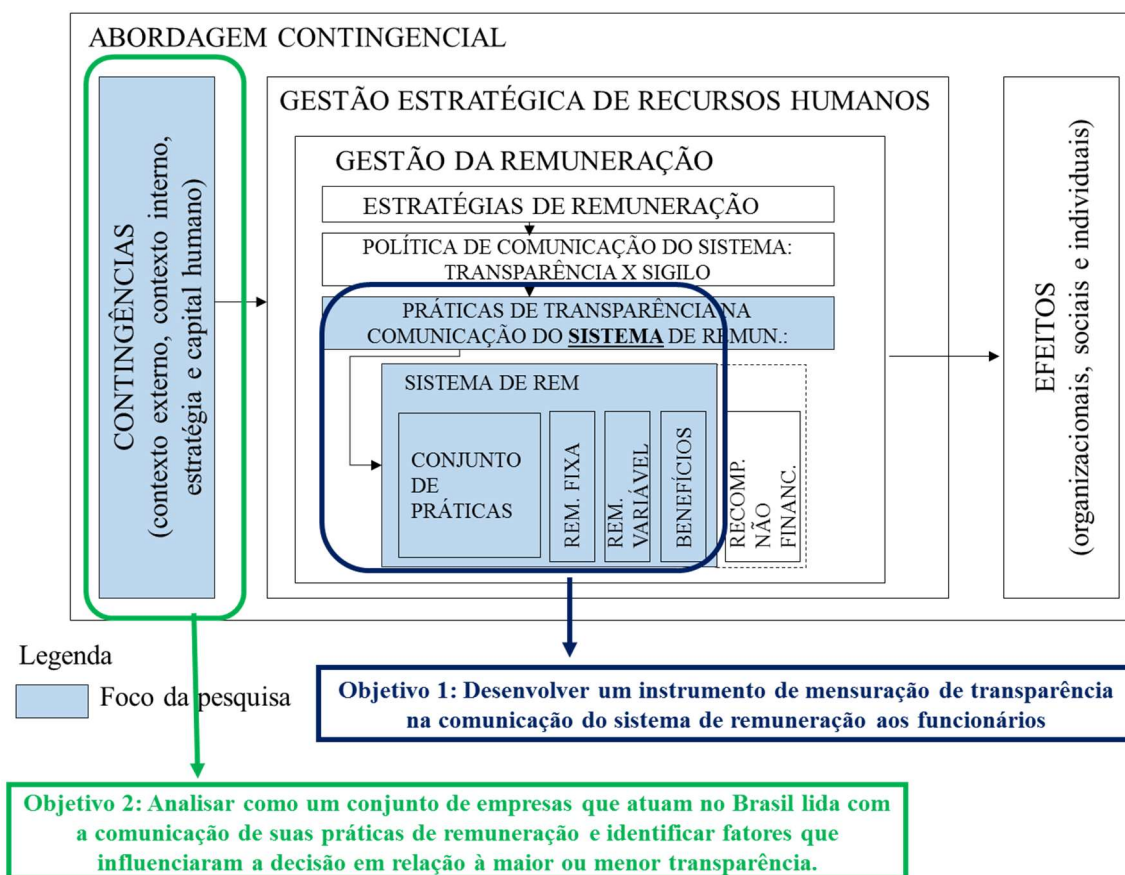 ABORDAGEM CONTINGENCIAL
CONTINGÊNCIAS
(contexto externo, contexto interno,
estratégia e capital humano)
GESTÃO ESTRATÉGICA DE RECURSOS HUMANOS
GESTÃO DA REMUNERAÇÃO
ESTRATÉGIAS DE REMUNERAÇÃO
POLÍTICA DE COMUNICAÇÃO DO SISTEMA:
TRANSPARÊNCIA X SIGILO
PRÁTICAS DE TRANSPARÊNCIA NA
COMUNICAÇÃO DO SISTEMA DE REMUN.:
SISTEMA DE REM
CONJUNTO
DE
PRÁTICAS
REM. FIXA
REM.
VARIÁVEL
BENEFÍCIOS
RECOMP.
NÃO
FINANC.
EFEITOS
(organizacionais, sociais e individuais)
Legenda
Foco da pesquisa
Objetivo 1: Desenvolver um instrumento de mensuração de transparência
na comunicação do sistema de remuneração aos funcionários
Objetivo 2: Analisar como um conjunto de empresas que atuam no Brasil lida com
a comunicação de suas práticas de remuneração e identificar fatores que
influenciaram a decisão em relação à maior ou menor transparência.